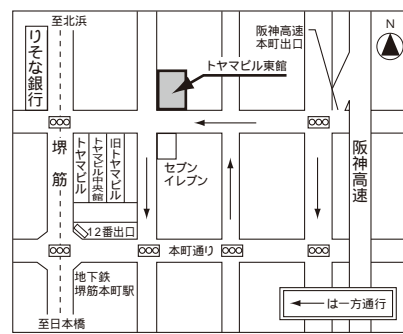 至北浜
りそな銀行
阪神高速
本町出口
N
トヤマビル東館
堺筋
トヤマビル
トヤマビル中央館
旧トヤマビル
セブン
イレブン
阪神高速
12番出口
本町通り
地下鉄
堺筋本町駅
至日本橋
は一方通行